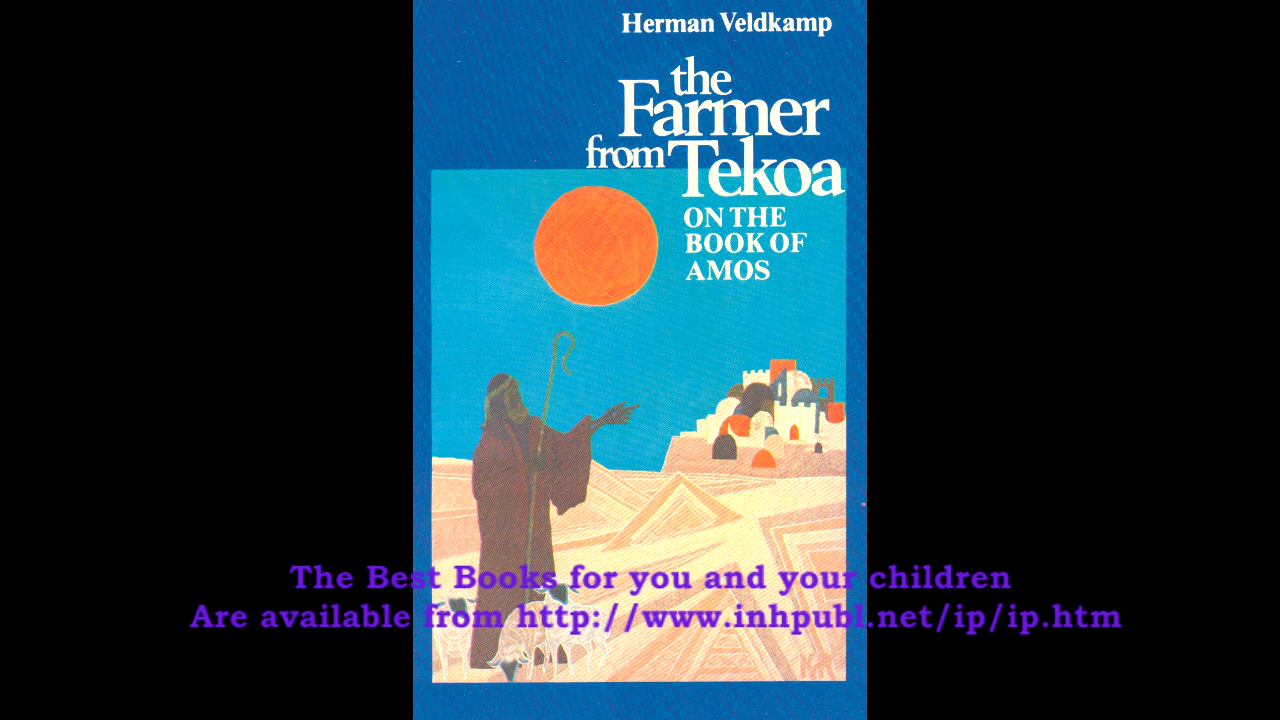 Herman Veldkamp
the
Farmer
from Tekoa
ON THE
BOOK OF
AMOS
The Best Books for you and your children
Are available from http://www.inhpubl.net/ip/ip.htm
KM